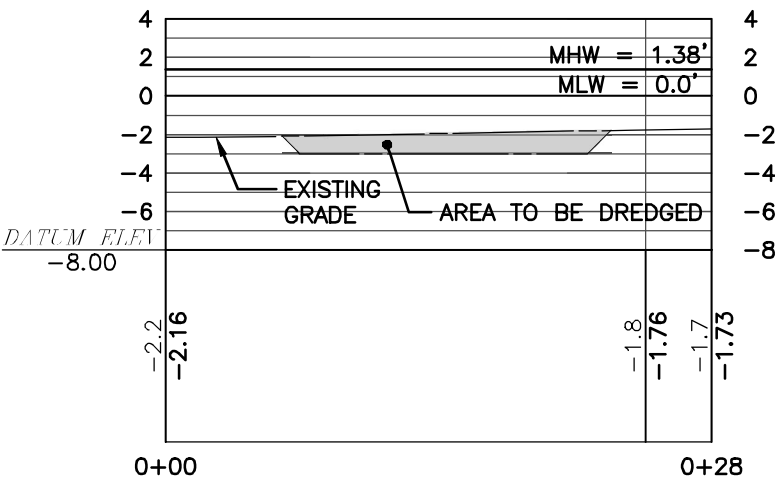 4 4
2 MHW = 1.38' 2
0 MLW = 0.0' 0
-2 -2
-4 -4
EXISTING
GRADE
-6 AREA TO BE DREDGED -6
DATUM ELEV
-8.00
-8
-2.2
-2.16
-1.8
-1.76
-1.7
-1.73
0+00 0+28